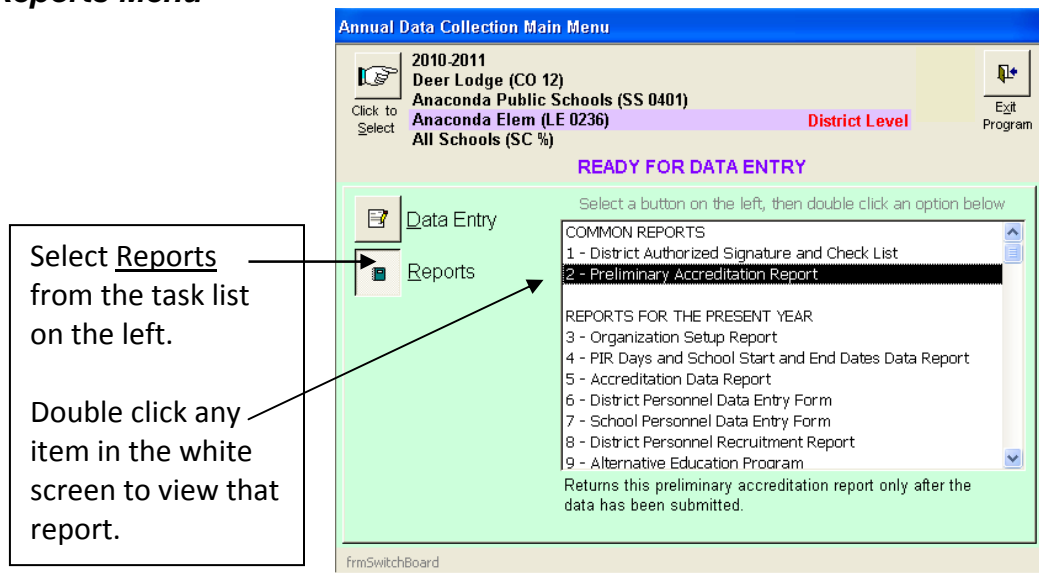 Reports Menu
Annual Data Collection Main Menu
Click to
Select
2010-2011
Deer Lodge (CO 12)
Anaconda Public Schools (SS 0401)
Anaconda Elem (LE 0236) District Level
All Schools (SC %)
Exit
Program
READY FOR DATA ENTRY
Data Entry
Reports
Select a button on the left, then double click an option below
COMMON REPORTS
1 - District Authorized Signature and Check List
2 - Preliminary Accreditation Report
REPORTS FOR THE PRESENT YEAR
3 - Organization Setup Report
4 - PIR Days and School Start and End Dates Data Report
5 - Accreditation Data Report
6 - District Personnel Data Entry Form
7 - School Personnel Data Entry Form
8 - District Personnel Recruitment Report
9 - Alternative Education Program
Returns this preliminary accreditation report only after the
data has been submitted.
frmSwitchBoard
Select Reports
from the task list
on the left.
Double click any
item in the white
screen to view that
report.